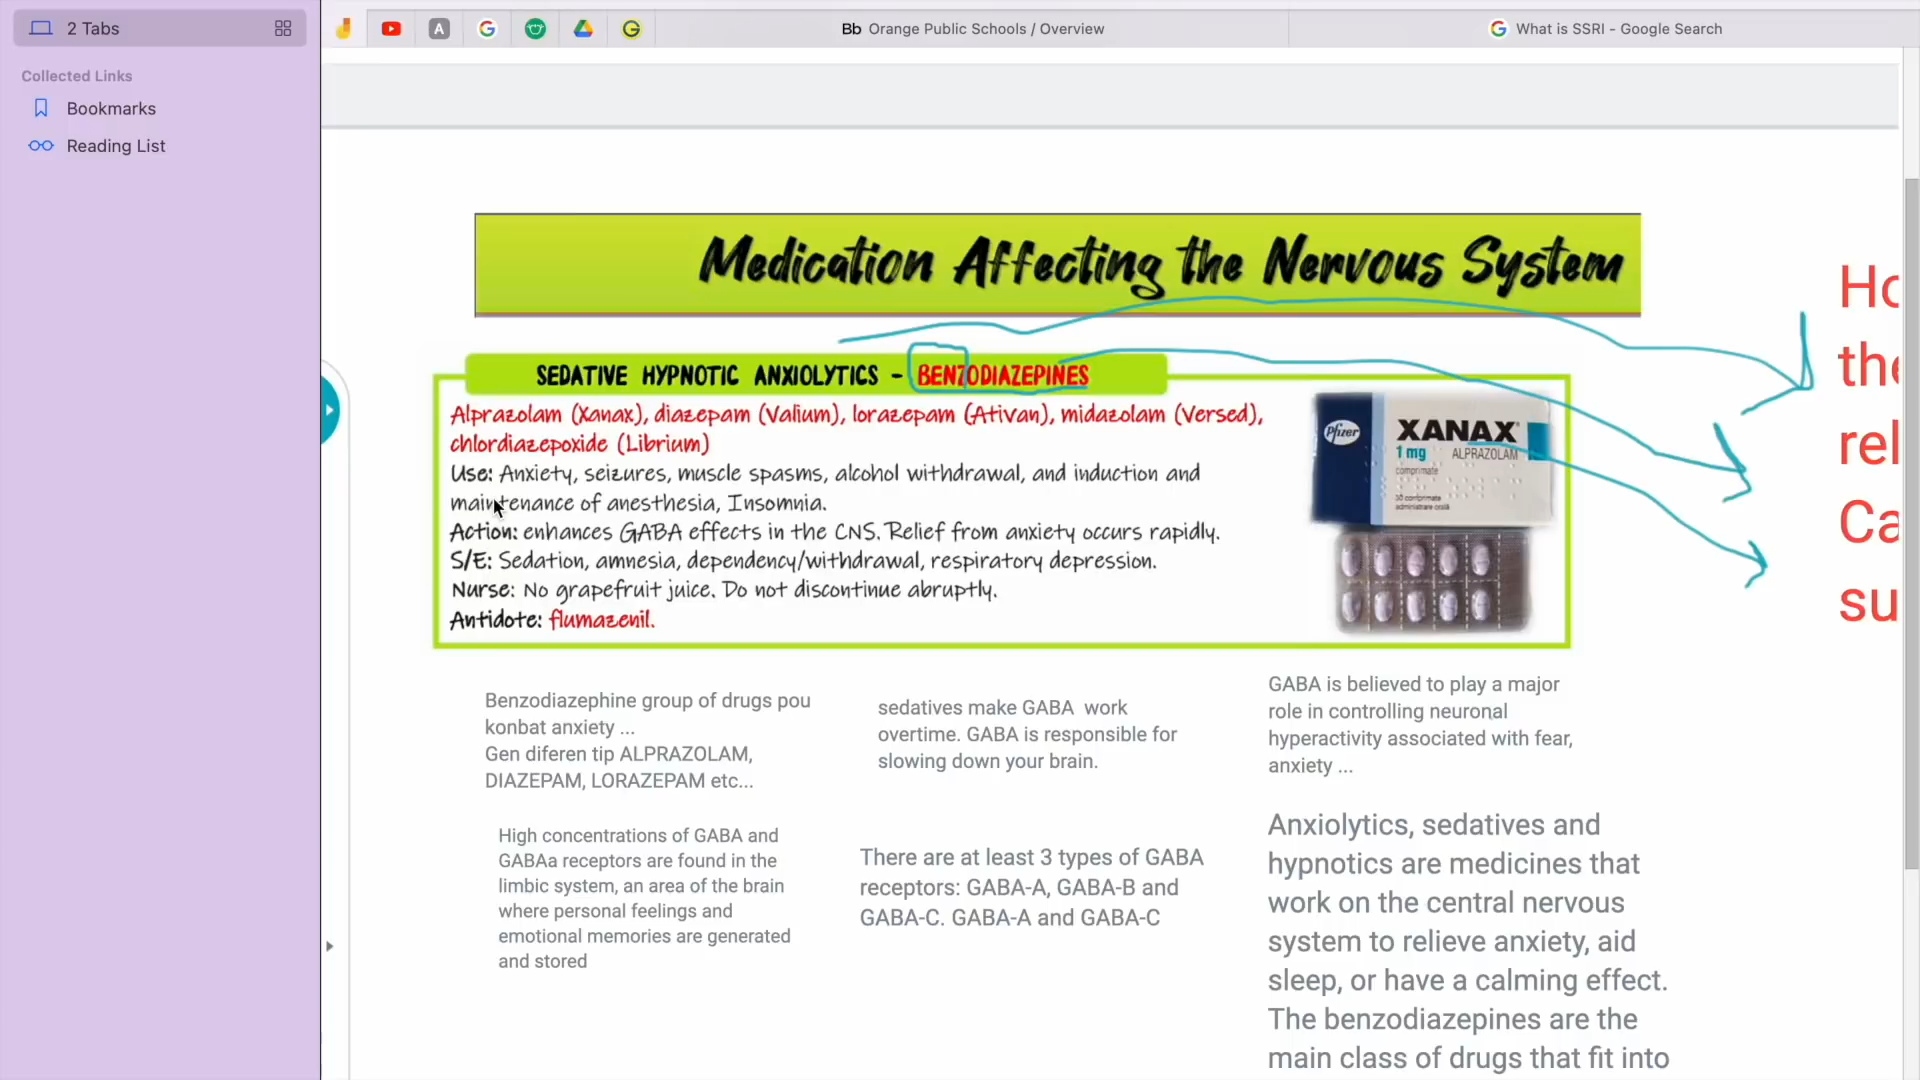 2 Tabs
Collected Links
Bookmarks
Reading List
A
Bb Orange Public Schools / Overview
What is SSRI - Google Search
Medication Affecting the Nervous System
SEDATIVE HYPNOTIC ANXIOLYTICS - BENZODIAZEPINES
Alprazolam (Xanax), diazepam (Valium), lorazepam (Ativan), midazolam (Versed),
chlordiazepoxide (Librium)
Use: Anxiety, seizures, muscle spasms, alcohol withdrawal, and induction and
maintenance of anesthesia, Insomnia.
Action: enhances GABA effects in the CNS. Relief from anxiety occurs rapidly.
S/E: Sedation, amnesia, dependency/withdrawal, respiratory depression.
Nurse: No grapefruit juice. Do not discontinue abruptly.
Antidote: flumazenil.
Pfizer
XANAX
1 mg
ALPRAZOLAM
comprimate
30 comprimate
administrare orală
Ho
the
rel
Ca
su
Benzodiazephine group of drugs pou
konbat anxiety ...
Gen diferen tip ALPRAZOLAM,
DIAZEPAM, LORAZEPAM etc...
sedatives make GABA work
overtime. GABA is responsible for
slowing down your brain.
GABA is believed to play a major
role in controlling neuronal
hyperactivity associated with fear,
anxiety ...
High concentrations of GABA and
GABAa receptors are found in the
limbic system, an area of the brain
where personal feelings and
emotional memories are generated
and stored
There are at least 3 types of GABA
receptors: GABA-A, GABA-B and
GABA-C. GABA-A and GABA-C
Anxiolytics, sedatives and
hypnotics are medicines that
work on the central nervous
system to relieve anxiety, aid
sleep, or have a calming effect.
The benzodiazepines are the
main class of drugs that fit into